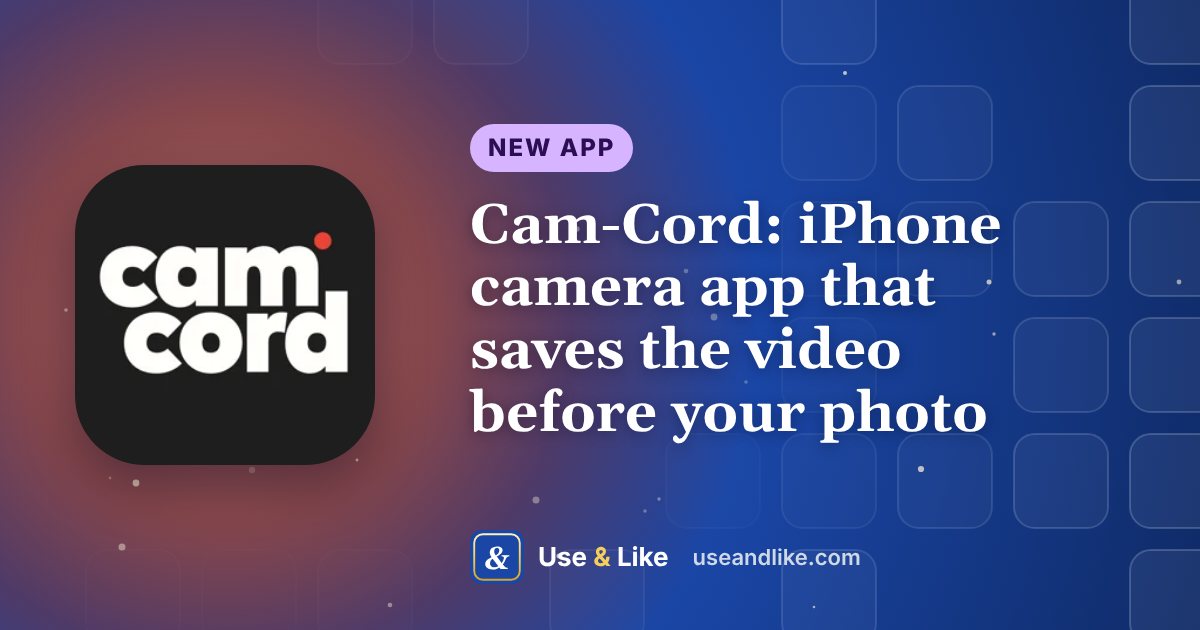 cam
cord
NEW APP
Cam-Cord: iPhone
camera app that
saves the video
before your photo
& Use & Like useandlike.com